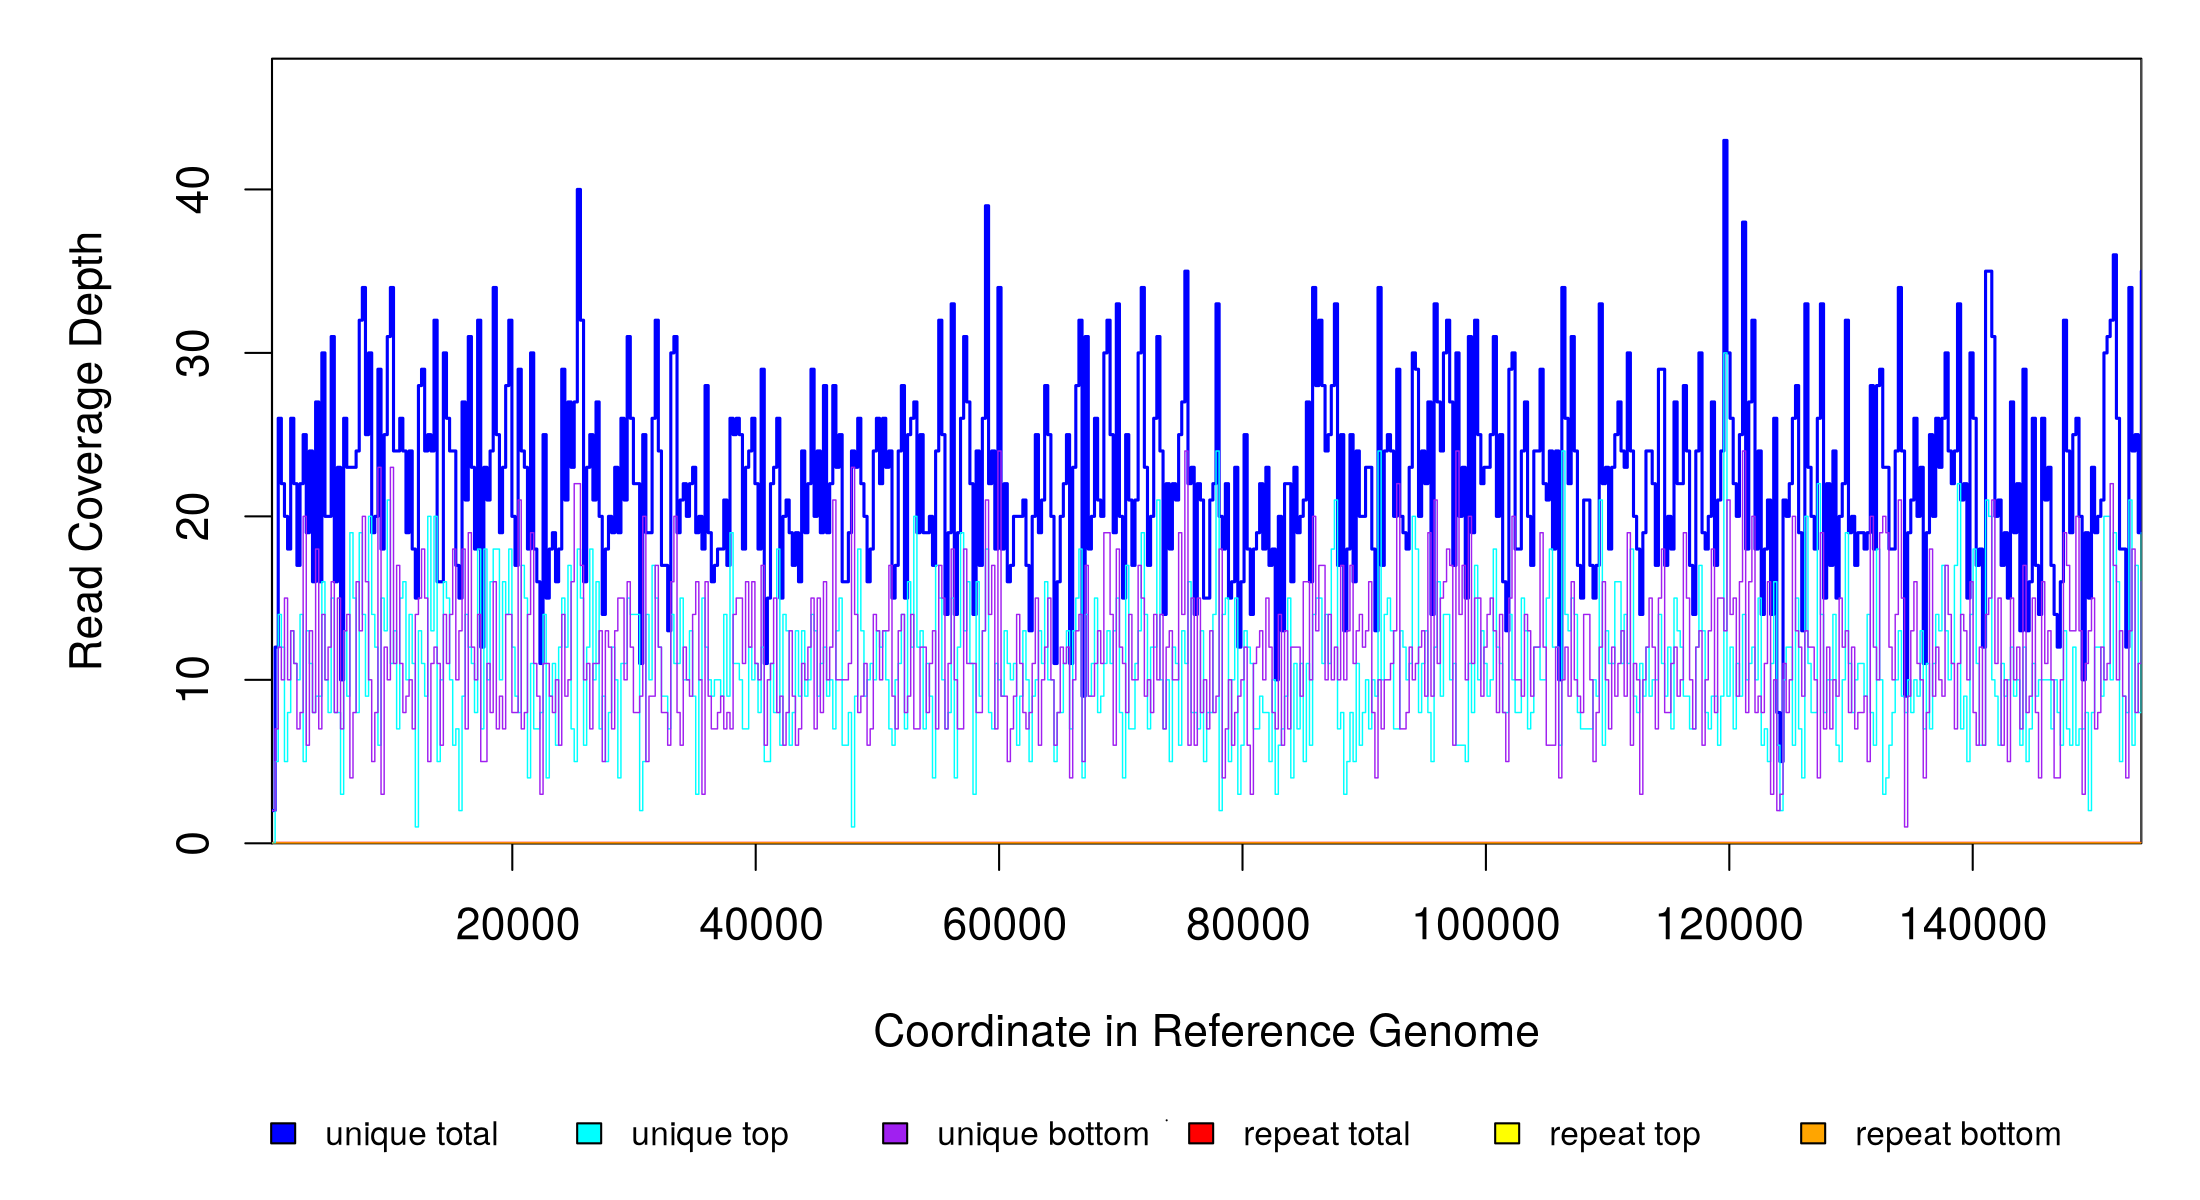 Read Coverage Depth
40
30
20
10
0
20000 40000 60000 80000 100000 120000 140000
Coordinate in Reference Genome
unique total unique top unique bottom repeat total repeat top repeat bottom